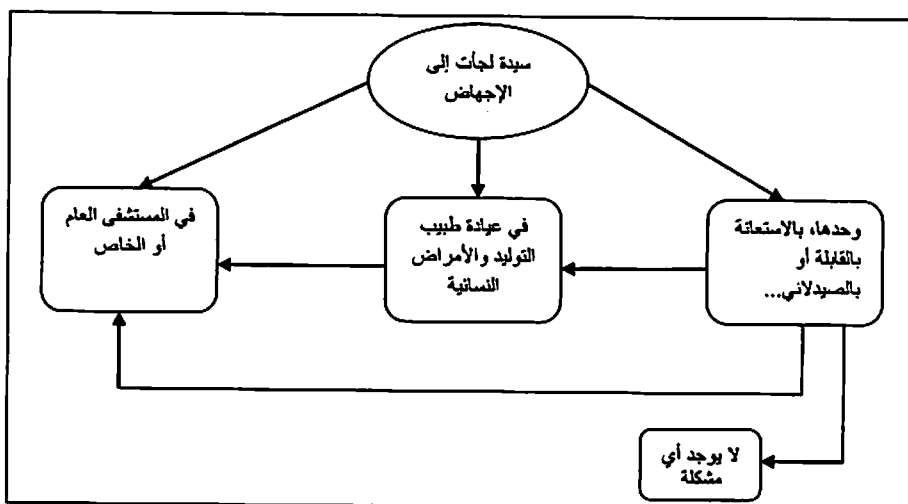 سيدة لجأت إلى
الإجهاض
وحدها، بالاستعانة
بالقابلة أو
بالصيدلاني...
في عيادة طبيب
التوليد والأمراض
النسائية
في المستشفى العام
أو الخاص
لا يوجد أي
مشكلة